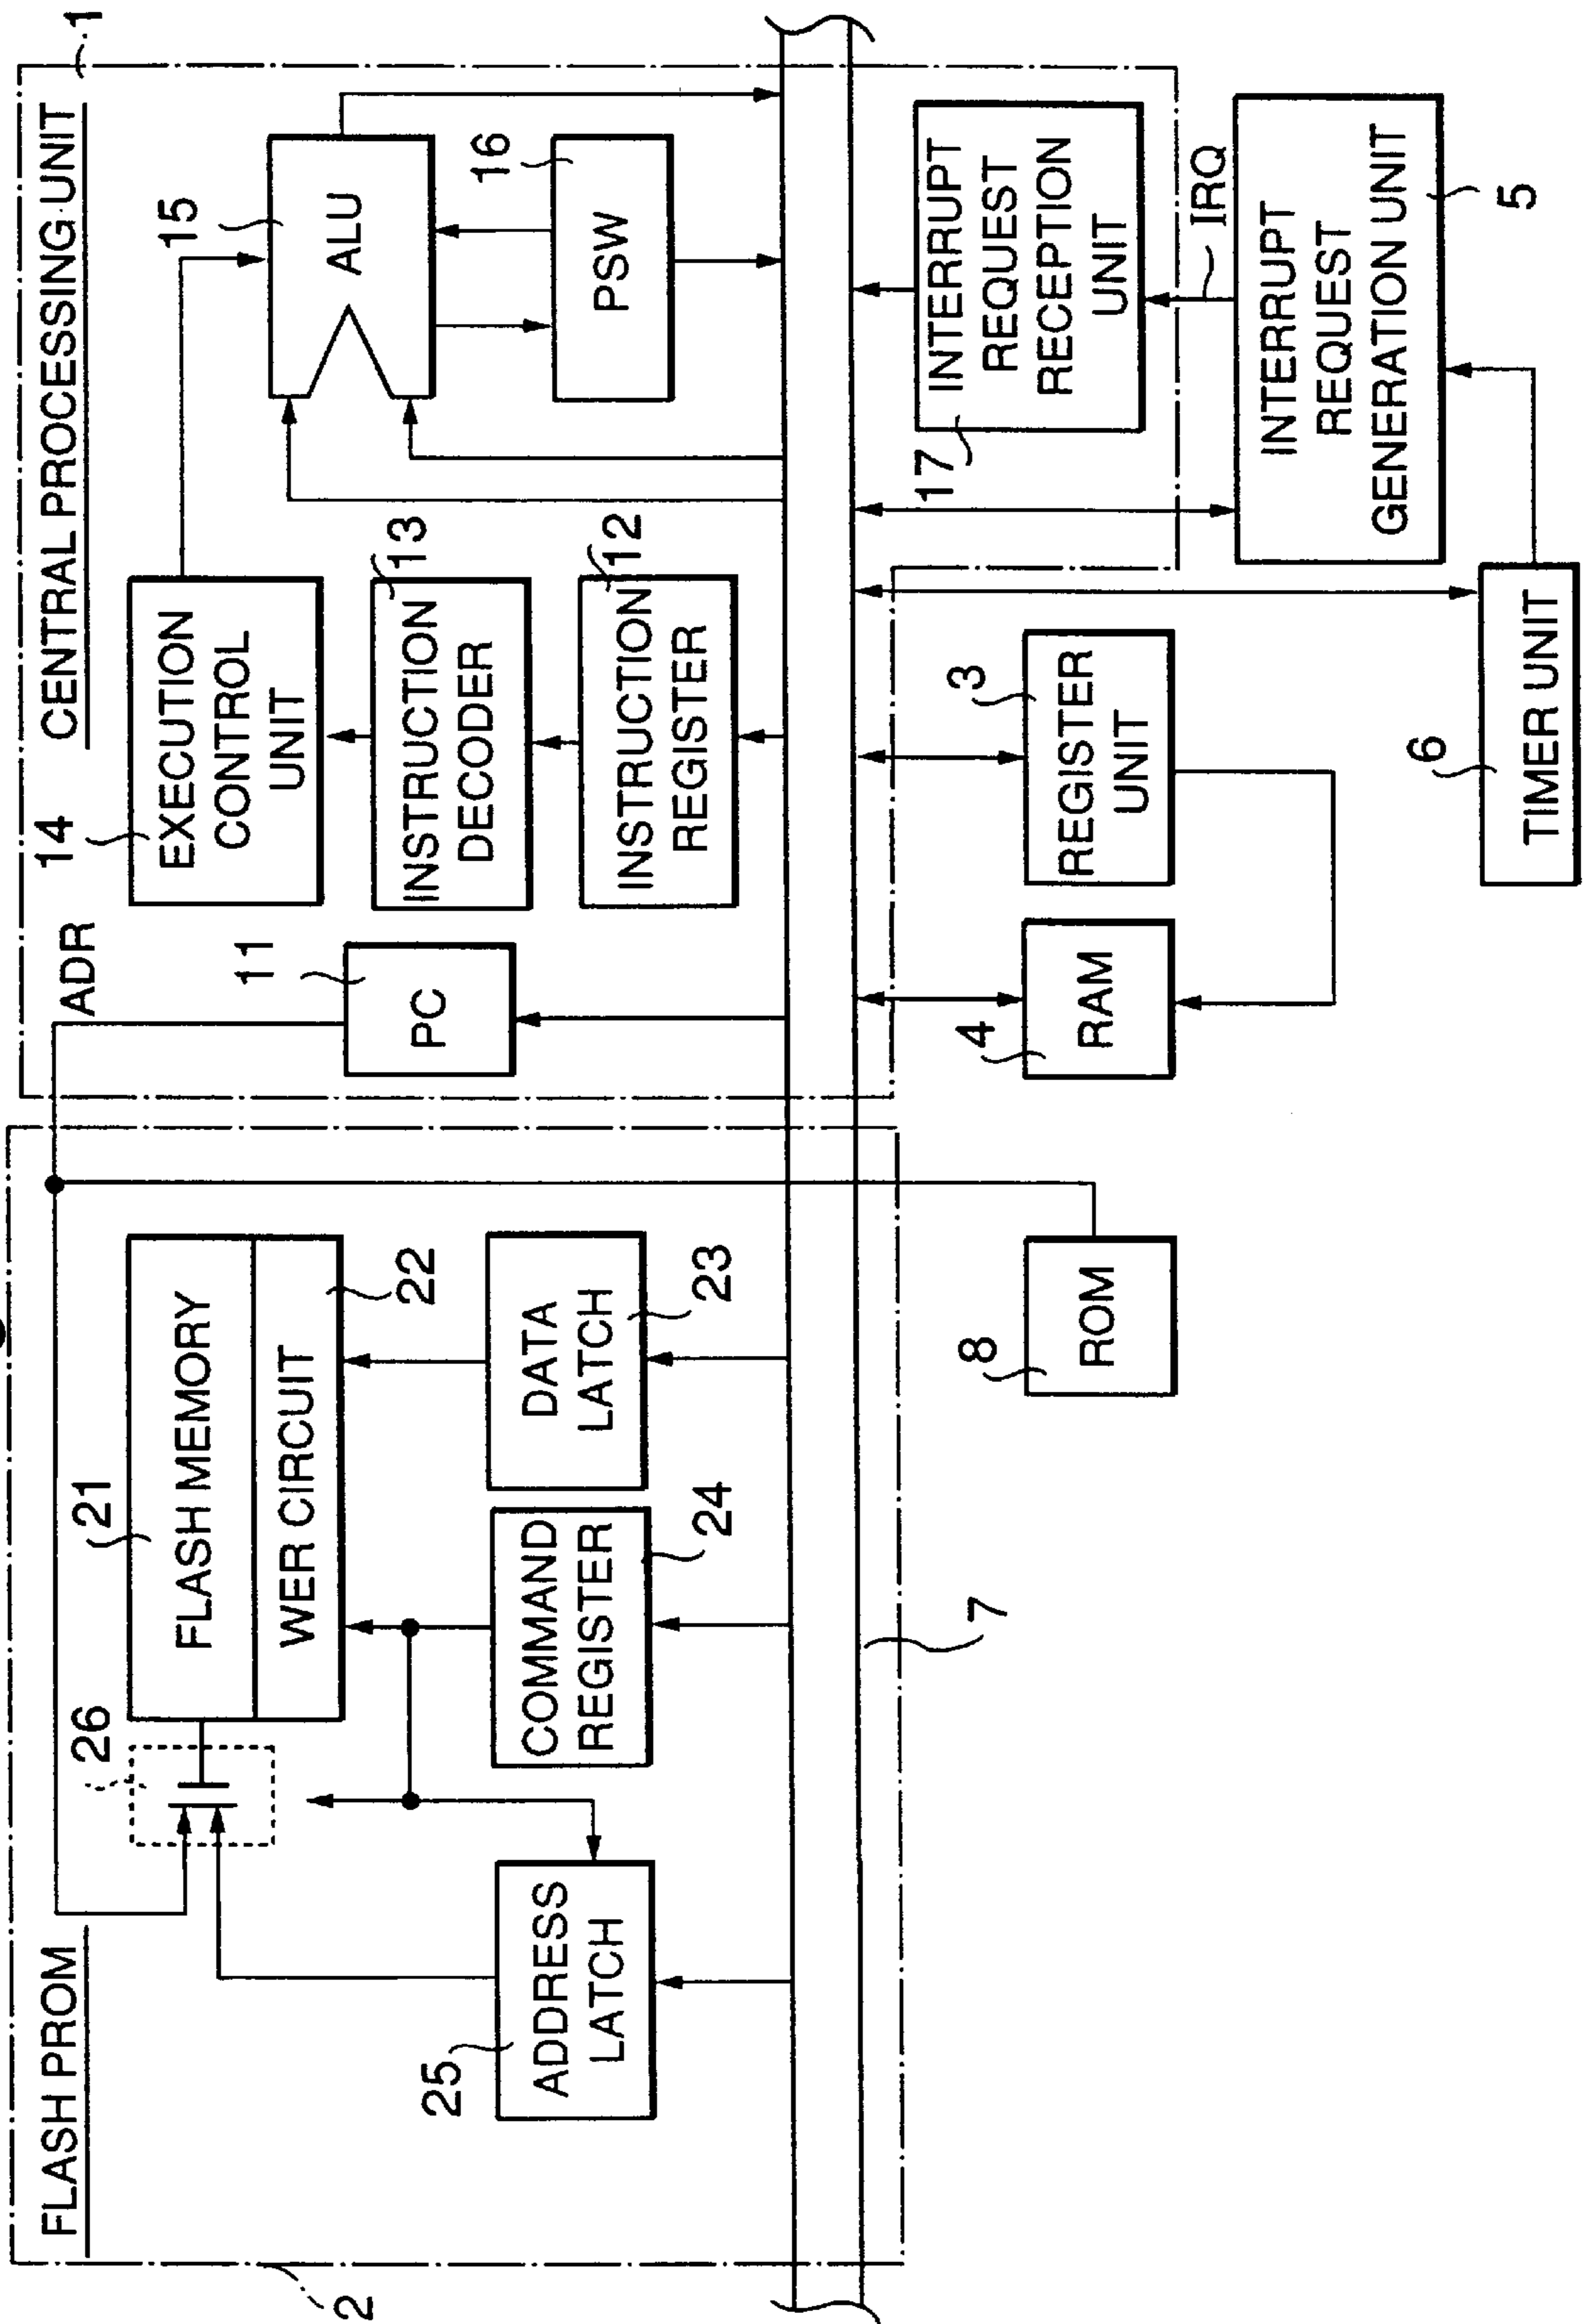 FLASH PROM
2
26
21
FLASH MEMORY
WER CIRCUIT
22
25
ADDRESS
LATCH
COMMAND
REGISTER
24
DATA
LATCH
23
7
8
ROM
CENTRAL PROCESSING UNIT
1
ADR
11
PC
14
EXECUTION
CONTROL
UNIT
INSTRUCTION
DECODER
13
INSTRUCTION
REGISTER
12
15
ALU
16
PSW
4
RAM
3
REGISTER
UNIT
17
INTERRUPT
REQUEST
RECEPTION
UNIT
IRQ
INTERRUPT
REQUEST
GENERATION UNIT
5
6
TIMER UNIT